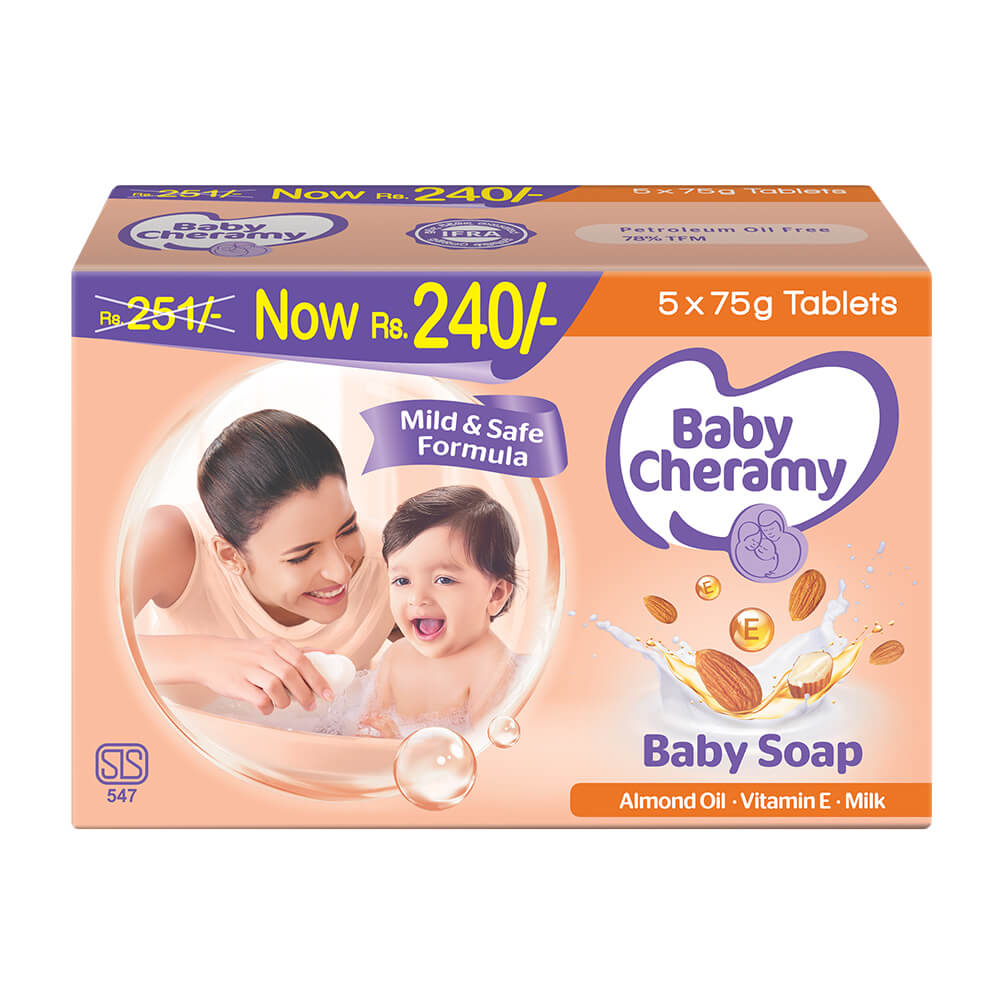 Rs. 251/- Now Rs. 240/-
5 x 75g Tablets
Baby
Cheramy
IFRA
Petroleum Oil Free
78% TFM
Rs. 251/- Now Rs. 240/-
5 x 75g Tablets
Mild & Safe
Formula
Baby
Cheramy
E
E
Baby Soap
Almond Oil · Vitamin E · Milk
SLS
547